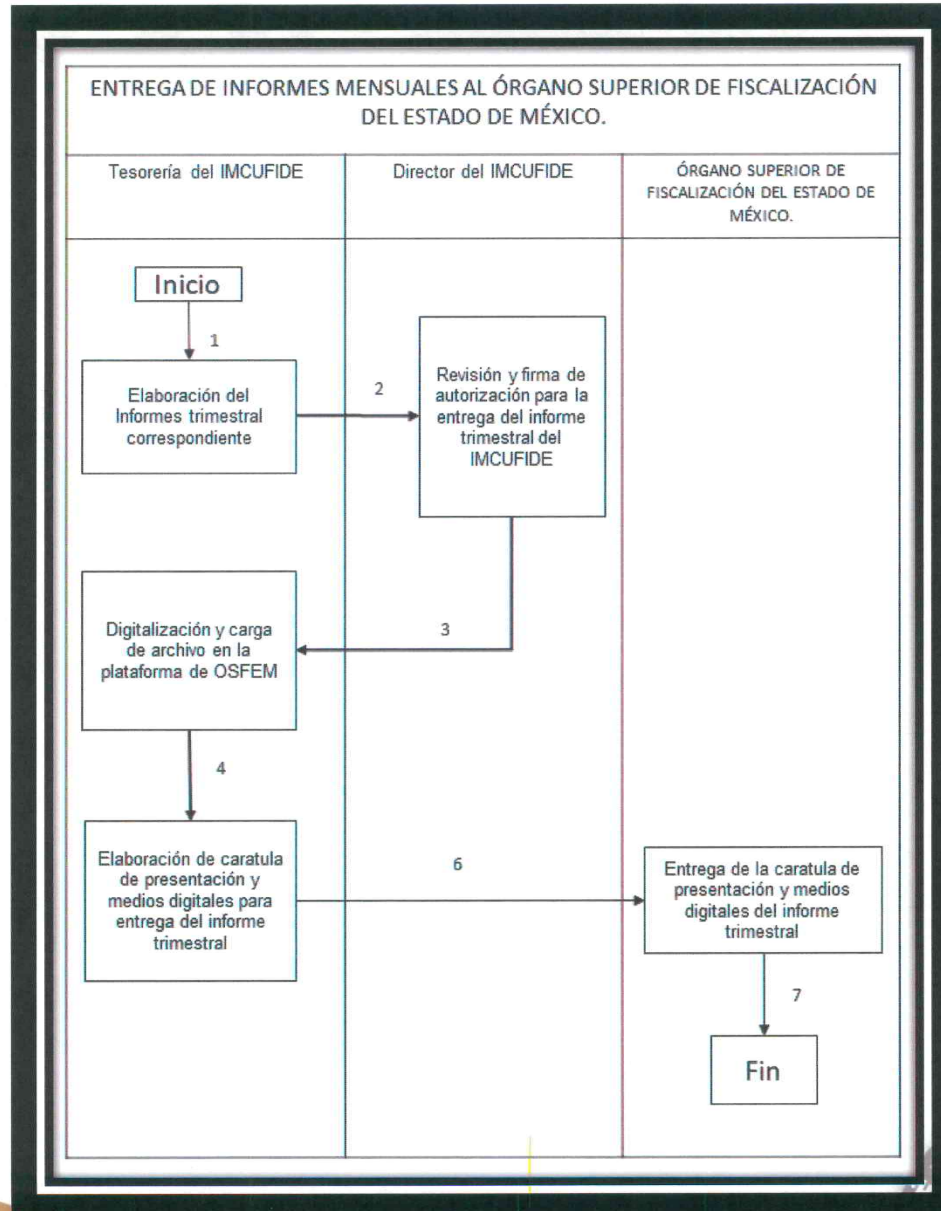 ENTREGA DE INFORMES MENSUALES AL ÓRGANO SUPERIOR DE FISCALIZACIÓN
DEL ESTADO DE MÉXICO.
Tesorería del IMCUFIDE
Director del IMCUFIDE
ÓRGANO SUPERIOR DE
FISCALIZACIÓN DEL ESTADO DE
MÉXICO.
Inicio
1
Elaboración del
Informes trimestral
correspondiente
2
Revisión y firma de
autorización para la
entrega del informe
trimestral del
IMCUFIDE
3
Digitalización y carga
de archivo en la
plataforma de OSFEM
4
Elaboración de caratula
de presentación y
medios digitales para
entrega del informe
trimestral
6
Entrega de la caratula de
presentación y medios
digitales del informe
trimestral
7
Fin